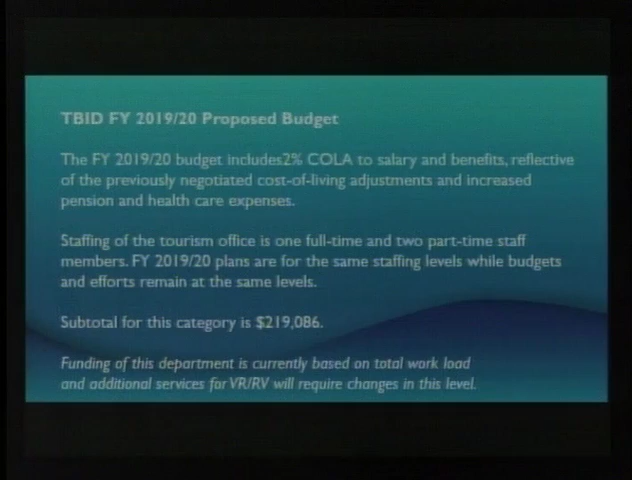 TBID FY 2019/20 Proposed Budget
The FY 2019/20 budget includes2% COLA to salary and benefits, reflective
of the previously negotiated cost-of-living adjustments and increased
pension and health care expenses.
Staffing of the tourism office is one full-time and two part-time staff
members. FY 2019/20 plans are for the same staffing levels while budgets
and efforts remain at the same levels.
Subtotal for this category is $219,086.
Funding of this department is currently based on total work load
and additional services for VR/RV will require changes in this level.